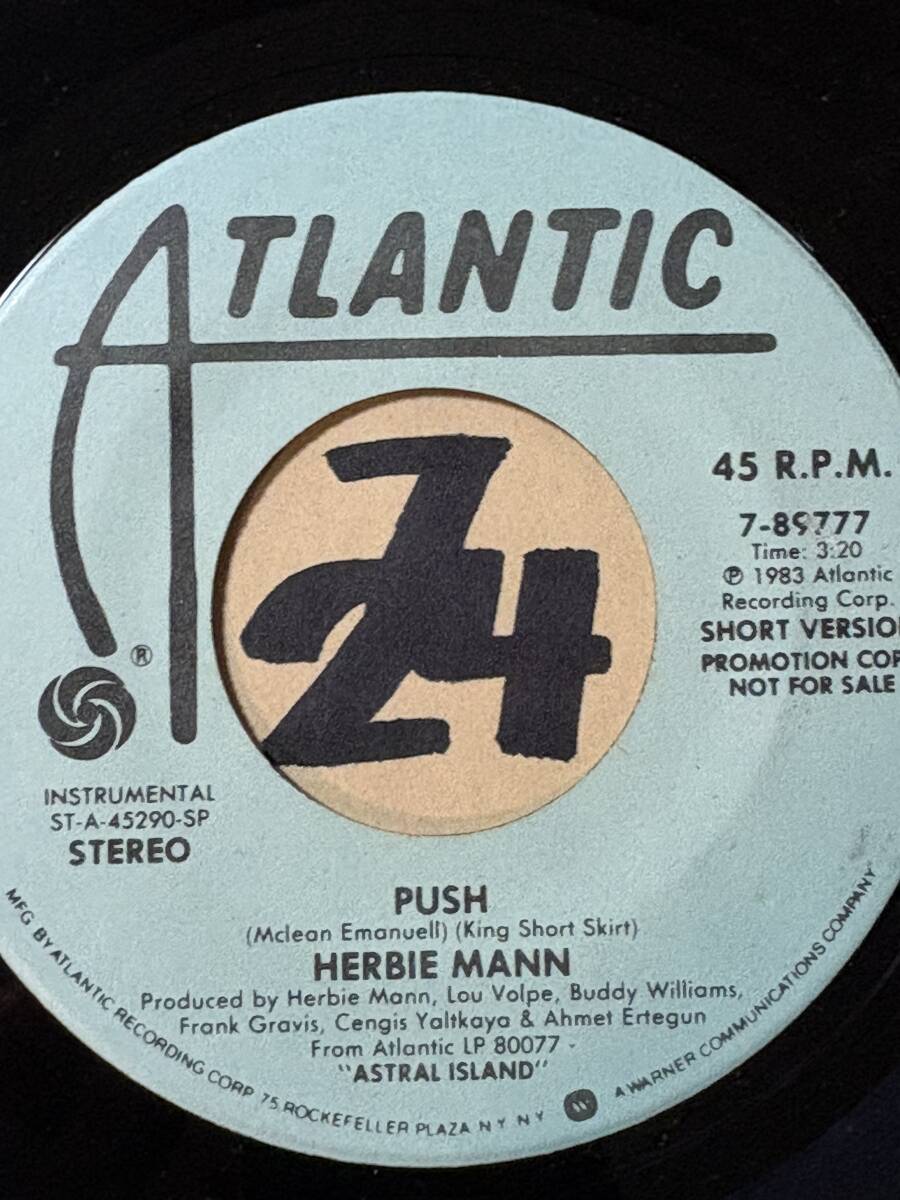 ATLANTIC
®
45 R.P.M.
7-89777
Time: 3:20
℗ 1983 Atlantic
Recording Corp.
SHORT VERSIO
PROMOTION COP
NOT FOR SALE
7
24
INSTRUMENTAL
ST-A-45290-SP
STEREO
PUSH
(Mclean Emanuell) (King Short Skirt)
HERBIE MANN
Produced by Herbie Mann, Lou Volpe, Buddy Williams,
Frank Gravis, Cengis Yaltkaya & Ahmet Ertegun
From Atlantic LP 80077 -
"ASTRAL ISLAND"
MFG BY ATLANTIC RECORDING CORP 75 ROCKEFELLER PLAZA N Y N Y A WARNER COMMUNICATIONS COMPANY